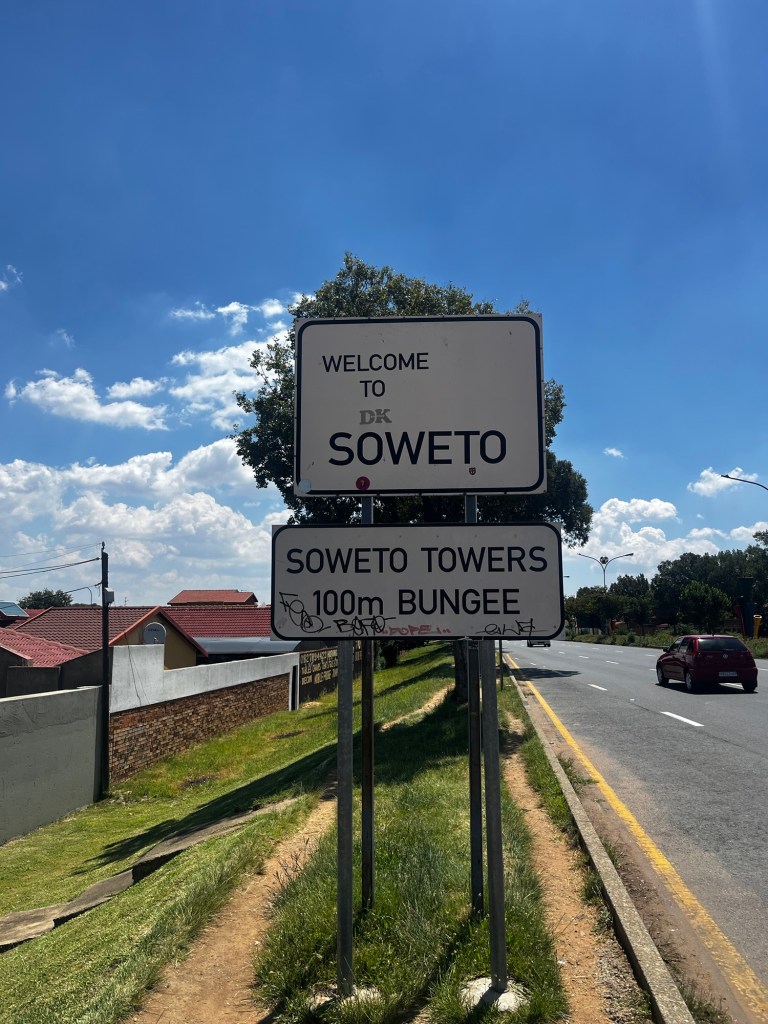 WELCOME
TO
DK
SOWETO
SOWETO TOWERS
100m BUNGEE